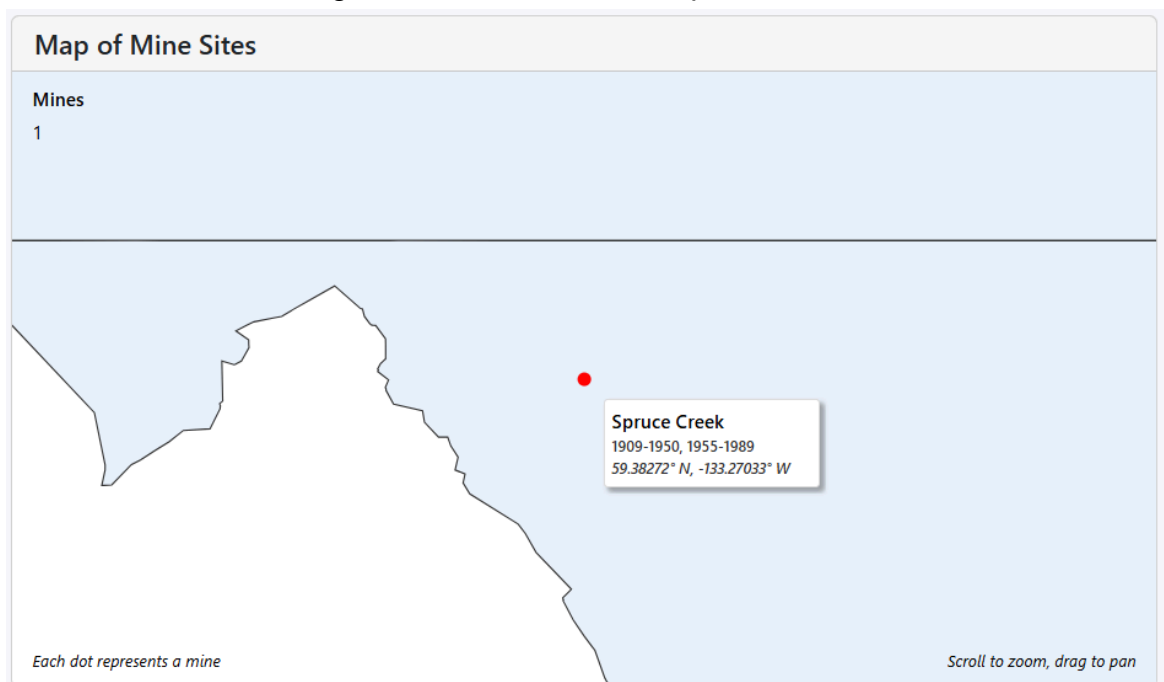 Map of Mine Sites
Mines
1
Spruce Creek
1909-1950, 1955-1989
59.38272° N, -133.27033° W
Each dot represents a mine
Scroll to zoom, drag to pan